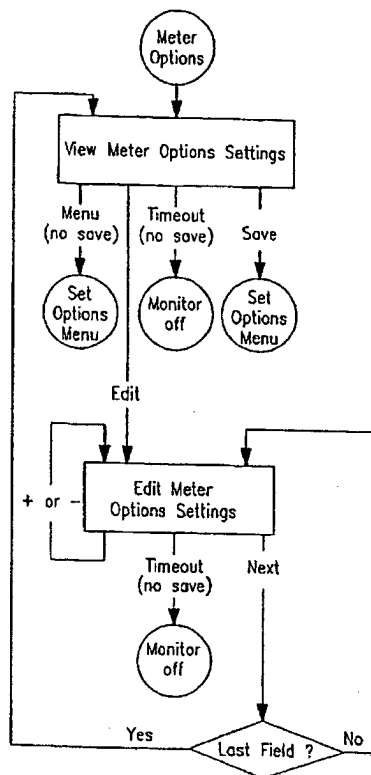 Meter
Options
View Meter Options Settings
Menu
(no save)
Timeout
(no save)
Save
Set
Options
Menu
Monitor
off
Set
Options
Menu
Edit
+ or -
Edit Meter
Options Settings
Timeout
(no save)
Next
Monitor
off
Yes
Last Field ?
No